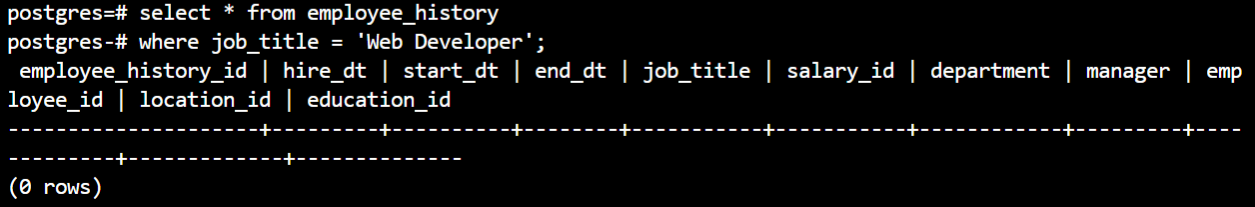 postgres=# select * from employee_history
postgres-# where job_title = 'Web Developer';
 employee_history_id | hire_dt | start_dt | end_dt | job_title | salary_id | department | manager | emp
loyee_id | location_id | education_id
---------------------+---------+----------+--------+-----------+-----------+------------+---------+----
---------+-------------+--------------
(0 rows)